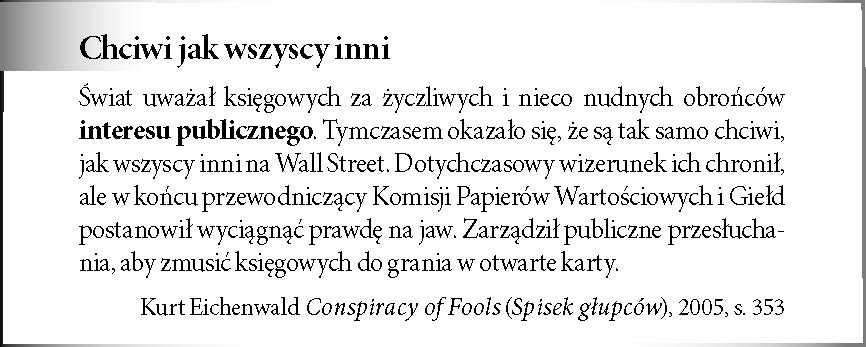 Chciwi jak wszyscy inni
Świat uważał księgowych za życzliwych i nieco nudnych obrońców
interesu publicznego. Tymczasem okazało się, że są tak samo chciwi,
jak wszyscy inni na Wall Street. Dotychczasowy wizerunek ich chronił,
ale w końcu przewodniczący Komisji Papierów Wartościowych i Giełd
postanowił wyciągnąć prawdę na jaw. Zarządził publiczne przesłucha-
nia, aby zmusić księgowych do grania w otwarte karty.
Kurt Eichenwald Conspiracy of Fools (Spisek głupców), 2005, s. 353